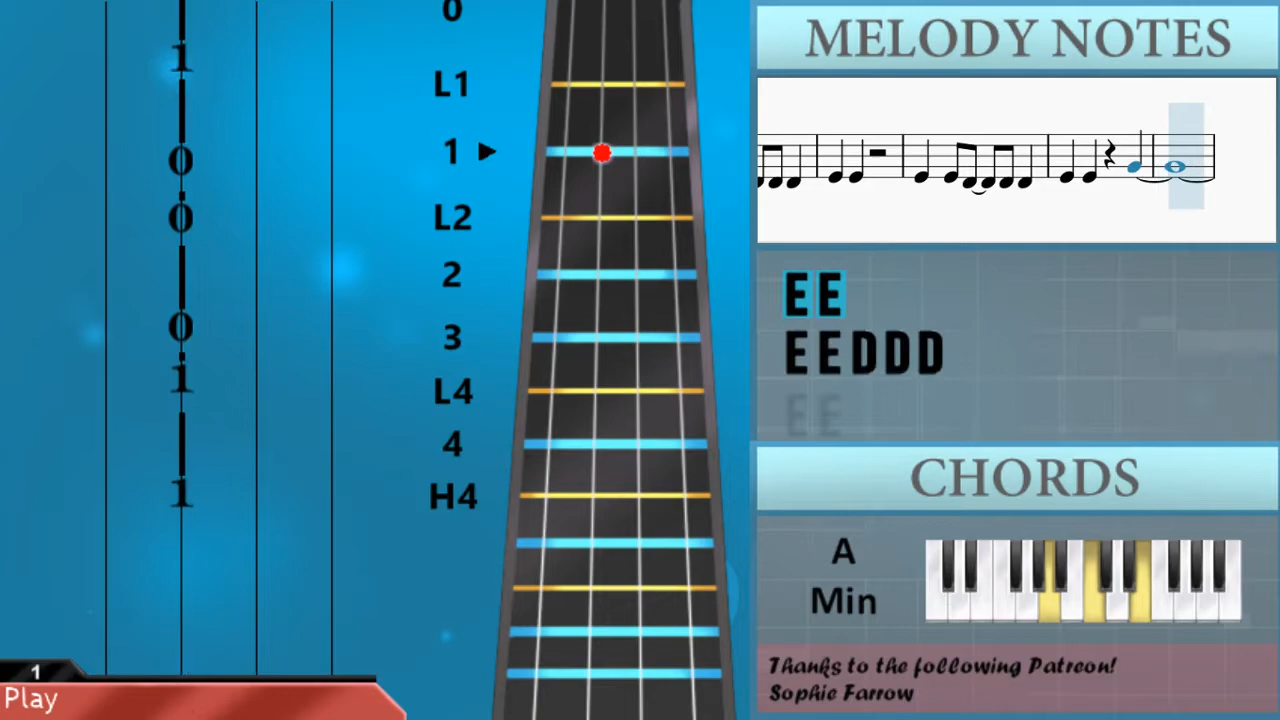 1
0
0
0
1
1
0
L1
1
L2
2
3
L4
4
H4
MELODY NOTES
E E
E E D D D
E E
CHORDS
A
Min
Thanks to the following Patreon!
Sophie Farrow
1
Play